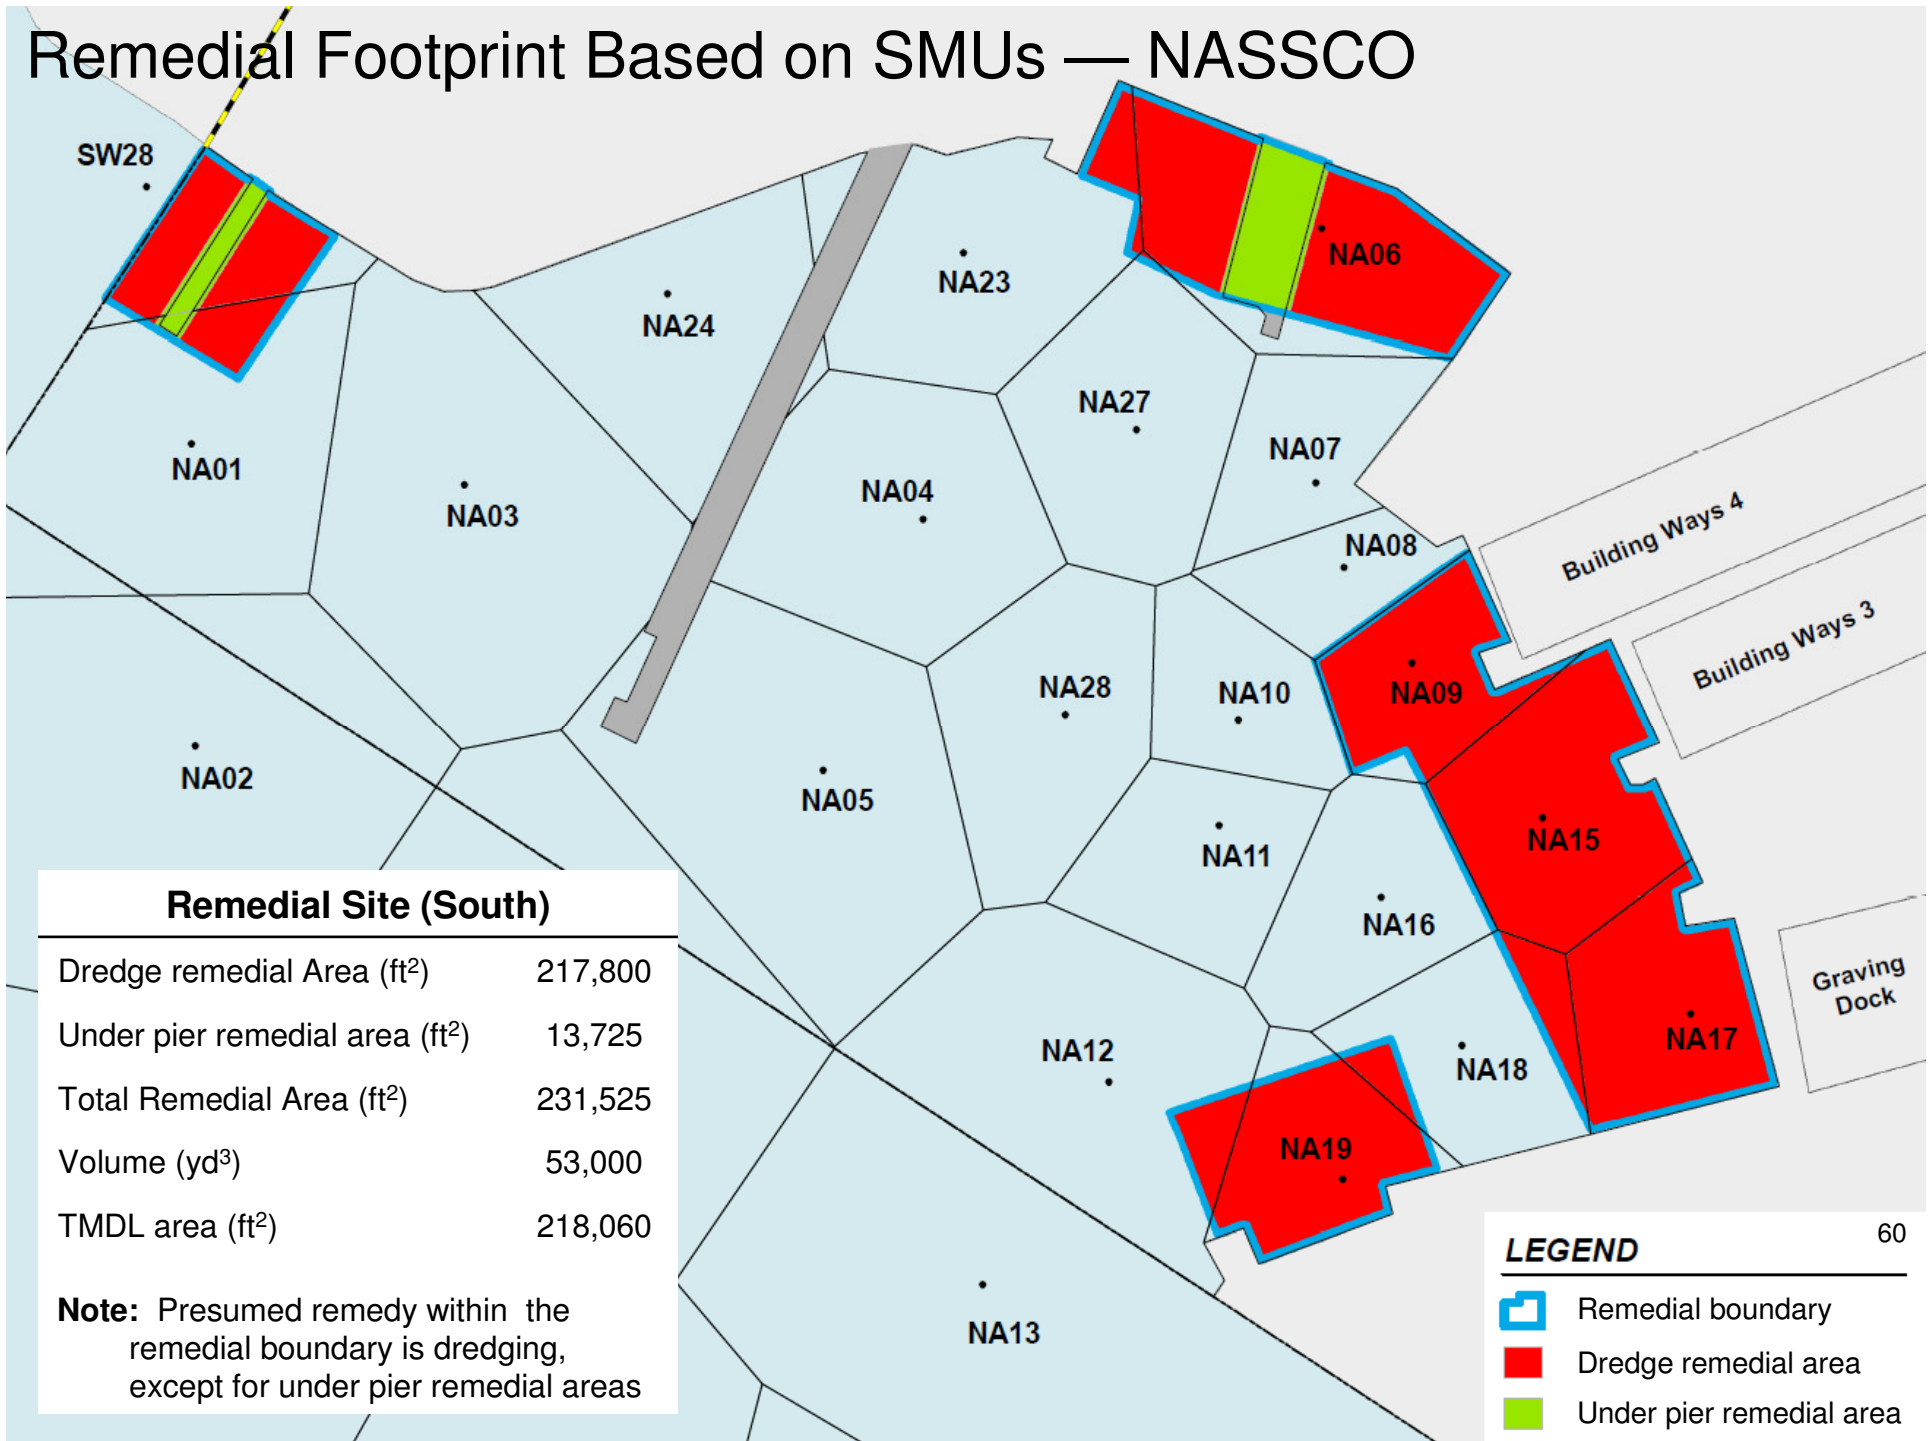 Remedial Footprint Based on SMUs — NASSCO
SW28
NA06
NA23
NA24
NA27
NA07
NA01
NA03
NA04
NA08
Building Ways 4
Building Ways 3
NA09
NA28
NA10
NA02
NA05
NA15
NA11
NA16
Graving
Dock
NA12
NA17
NA18
NA19
NA13
Remedial Site (South)
Dredge remedial Area (ft²) 217,800
Under pier remedial area (ft²) 13,725
Total Remedial Area (ft²) 231,525
Volume (yd³) 53,000
TMDL area (ft²) 218,060
Note: Presumed remedy within the
remedial boundary is dredging,
except for under pier remedial areas
60
LEGEND
Remedial boundary
Dredge remedial area
Under pier remedial area